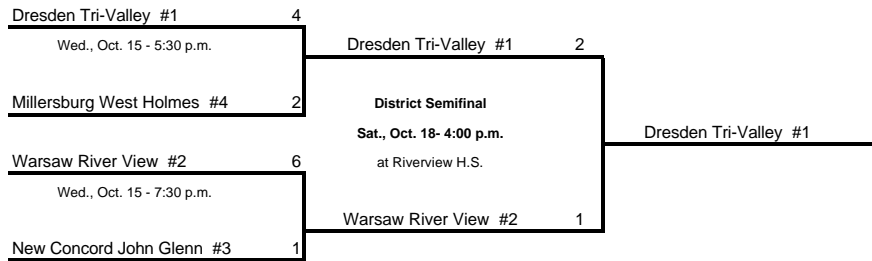 Dresden Tri-Valley #1 4
Wed., Oct. 15 - 5:30 p.m.
Dresden Tri-Valley #1 2
Millersburg West Holmes #4 2
District Semifinal
Sat., Oct. 18- 4:00 p.m.
Dresden Tri-Valley #1
Warsaw River View #2 6
at Riverview H.S.
Wed., Oct. 15 - 7:30 p.m.
Warsaw River View #2 1
New Concord John Glenn #3 1